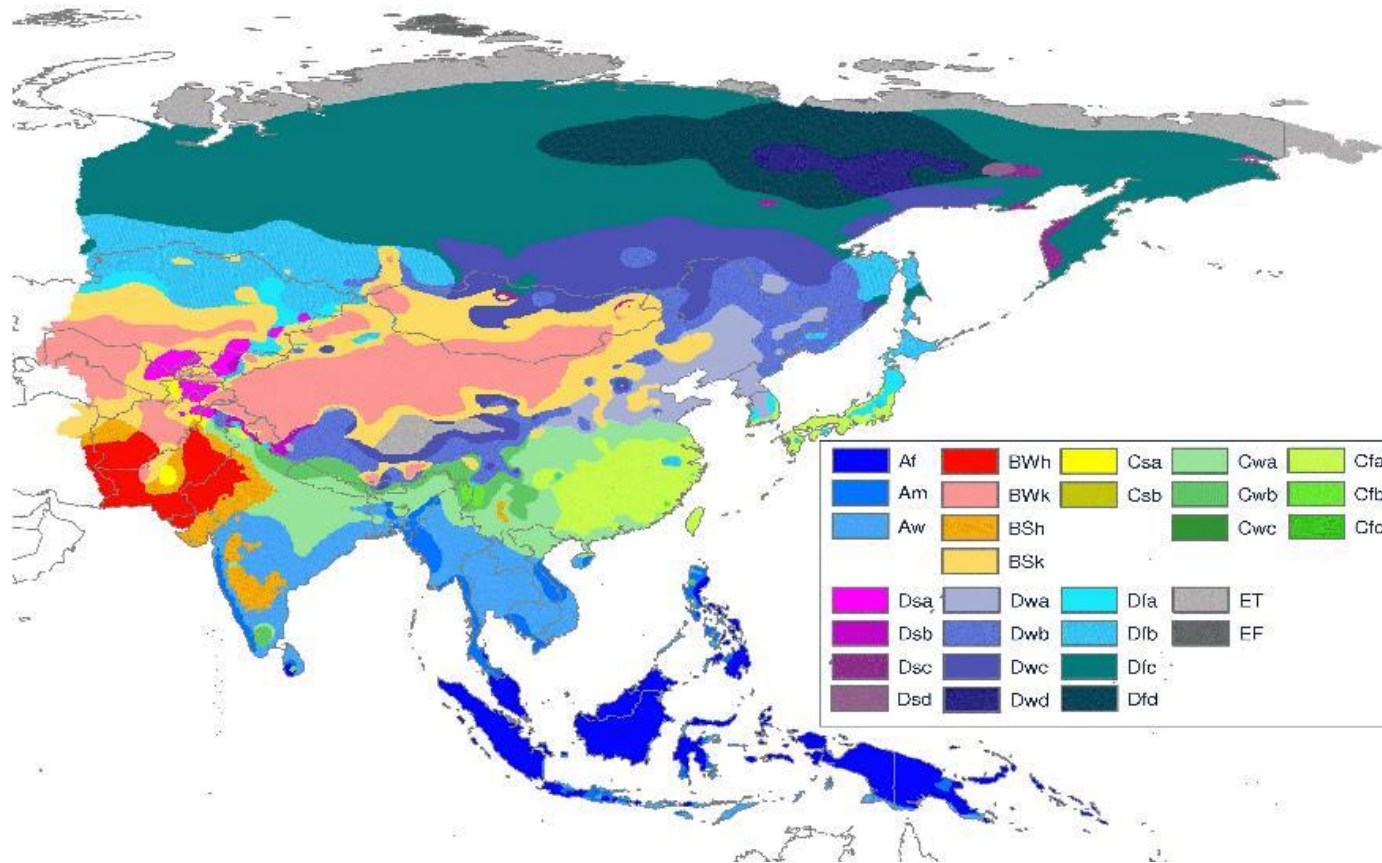 Af BWh Csa Cwa Cfa
Am BWk Csb Cwb Cfb
Aw BSh Cwc Cfc
BSk
Dsa Dwa Dfa ET
Dsb Dwb Dfb EF
Dsc Dwc Dfc
Dsd Dwd Dfd